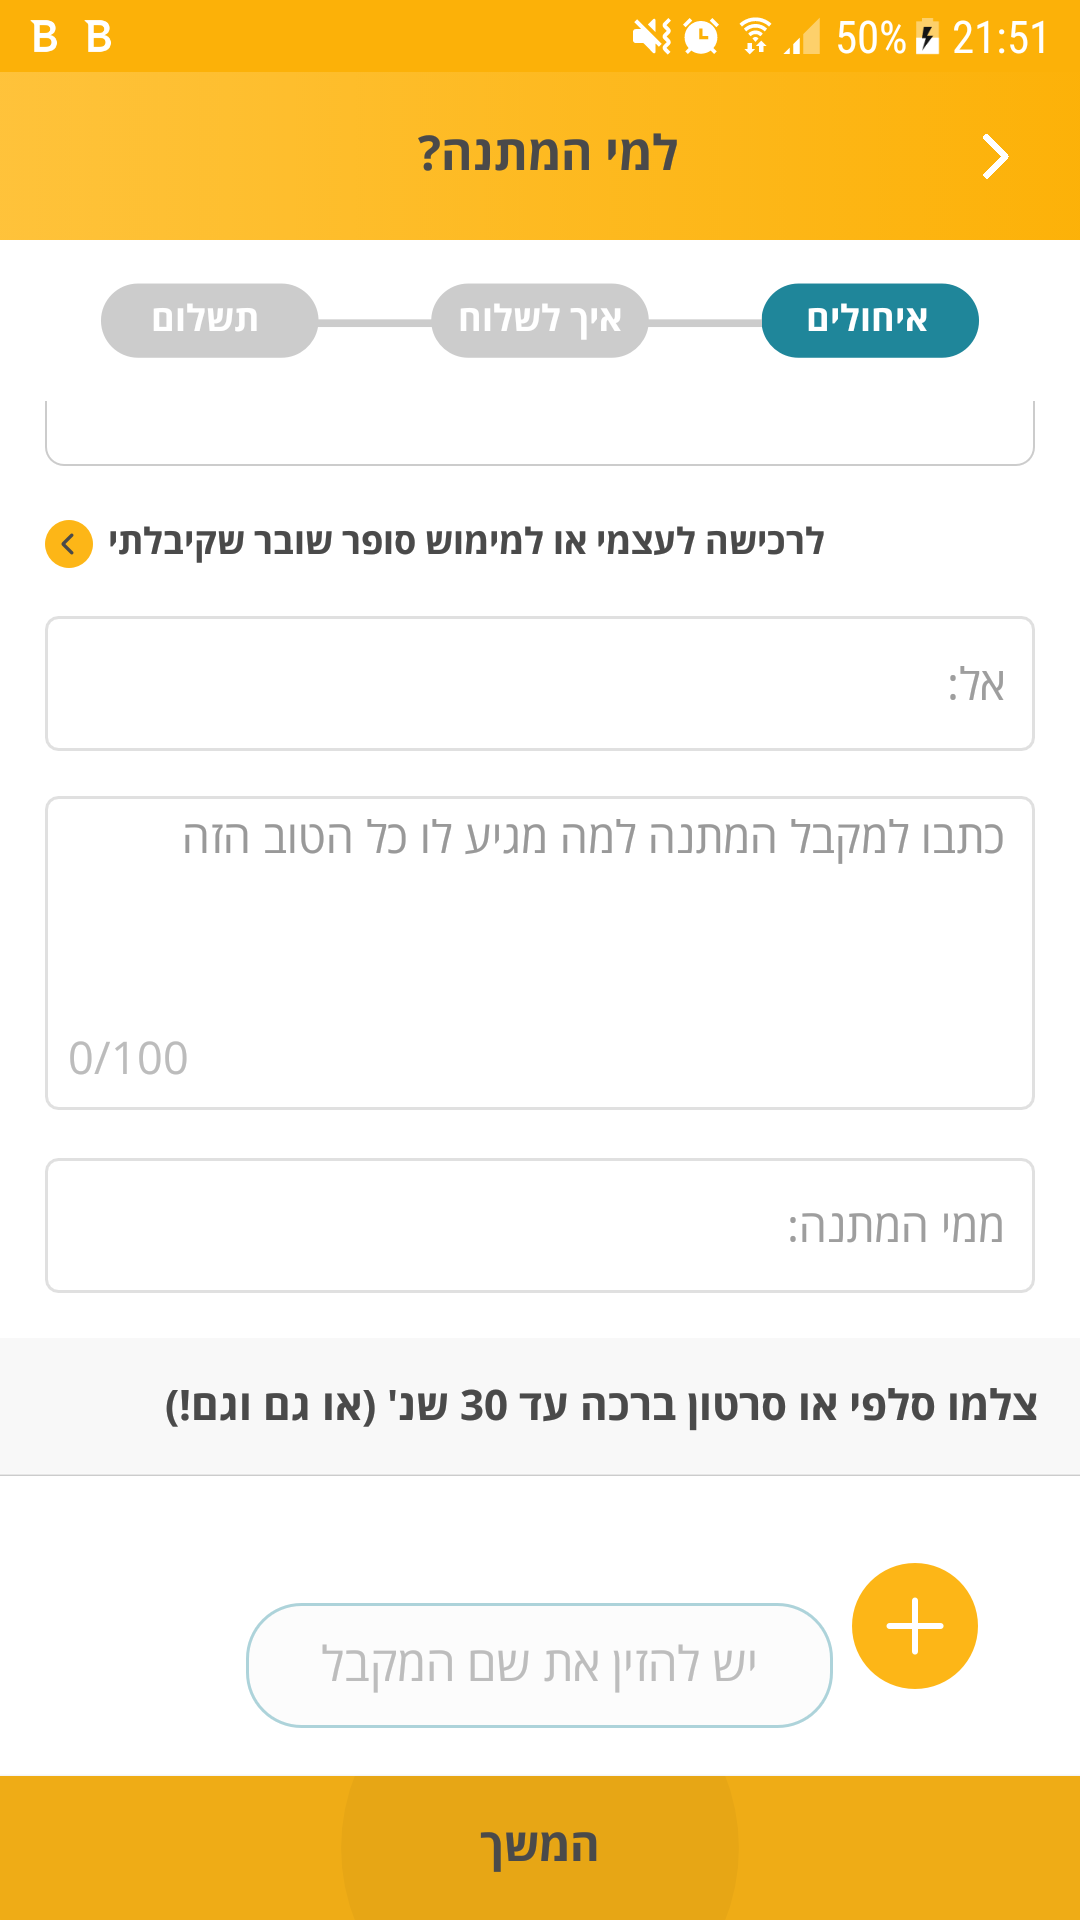 B B 50% 21:51
למי המתנה?
איחולים איך לשלוח תשלום
לרכישה לעצמי או למימוש סופר שובר שקיבלתי
אל:
כתבו למקבל המתנה למה מגיע לו כל הטוב הזה
0/100
ממי המתנה:
צלמו סלפי או סרטון ברכה עד 30 שנ' (או גם וגם!)
יש להזין את שם המקבל
המשך